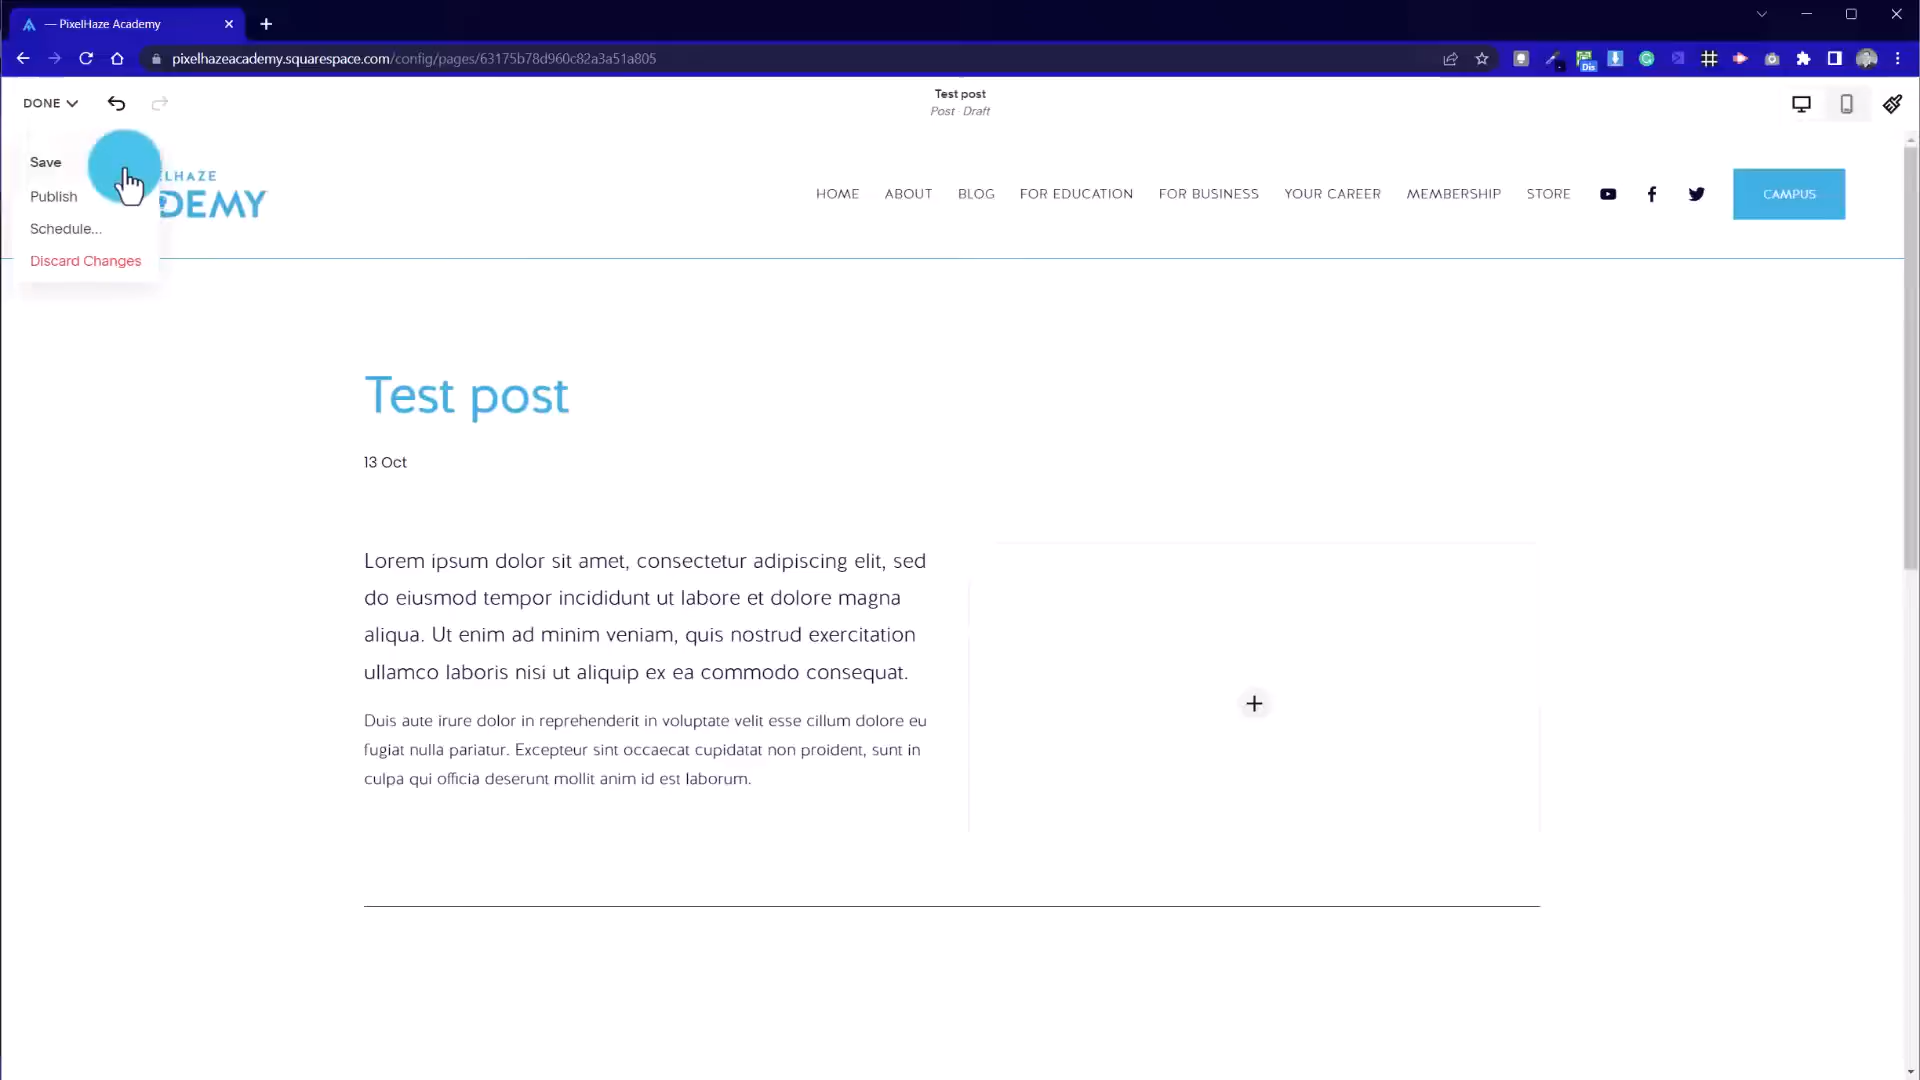 — PixelHaze Academy
pixelhazeacademy.squarespace.com/config/pages/63175b78d960c82a3a51a805
Dis
DONE
Test post
Post · Draft
Save
Publish
Schedule...
Discard Changes
ELHAZE
DEMY
HOME
ABOUT
BLOG
FOR EDUCATION
FOR BUSINESS
YOUR CAREER
MEMBERSHIP
STORE
CAMPUS
Test post
13 Oct
Lorem ipsum dolor sit amet, consectetur adipiscing elit, sed
do eiusmod tempor incididunt ut labore et dolore magna
aliqua. Ut enim ad minim veniam, quis nostrud exercitation
ullamco laboris nisi ut aliquip ex ea commodo consequat.
Duis aute irure dolor in reprehenderit in voluptate velit esse cillum dolore eu
fugiat nulla pariatur. Excepteur sint occaecat cupidatat non proident, sunt in
culpa qui officia deserunt mollit anim id est laborum.